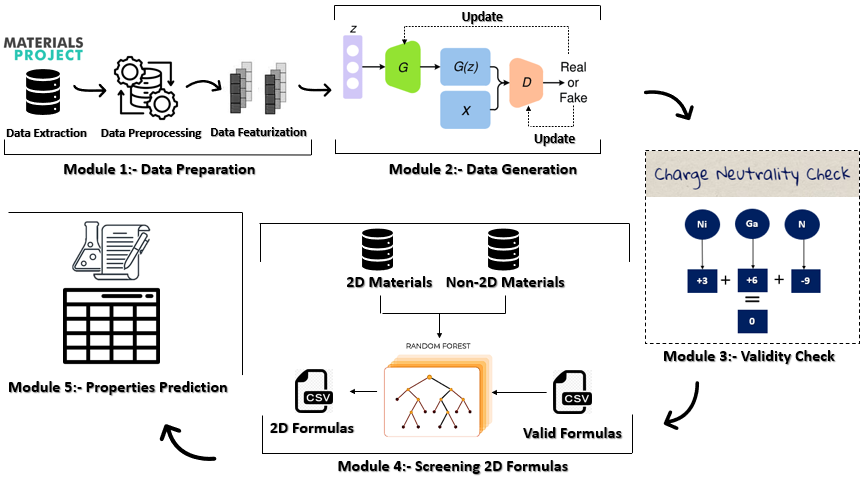 MATERIALS
PROJECT
Data Extraction
Data Preprocessing
Data Featurization
Module 1:- Data Preparation
Update
z
G
G(z)
X
D
Real
or
Fake
Update
Module 2:- Data Generation
Charge Neutrality Check
Ni
Ga
N
+3 + +6 + -9
=
0
Module 3:- Validity Check
2D Materials
Non-2D Materials
RANDOM FOREST
CSV
2D Formulas
CSV
Valid Formulas
Module 4:- Screening 2D Formulas
Module 5:- Properties Prediction